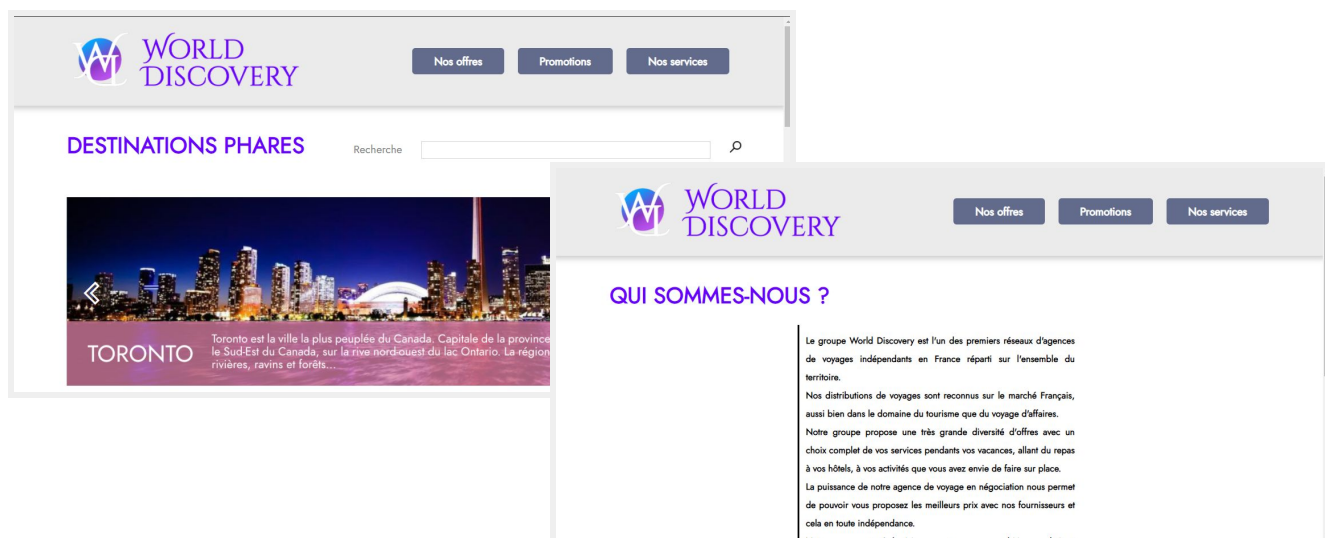 WORLD
DISCOVERY
Nos offres
Promotions
Nos services
DESTINATIONS PHARES
Recherche
TORONTO
Toronto est la ville la plus peuplée du Canada. Capitale de la province
le Sud-Est du Canada, sur la rive nord-ouest du lac Ontario. La région
rivières, ravins et forêts...
WORLD
DISCOVERY
Nos offres
Promotions
Nos services
QUI SOMMES-NOUS ?
Le groupe World Discovery est l'un des premiers réseaux d'agences
de voyages indépendants en France réparti sur l'ensemble du
territoire.
Nos distributions de voyages sont reconnus sur le marché Français,
aussi bien dans le domaine du tourisme que du voyage d'affaires.
Notre groupe propose une très grande diversité d'offres avec un
choix complet de vos services pendants vos vacances, allant du repas
à vos hôtels, à vos activités que vous avez envie de faire sur place.
La puissance de notre agence de voyage en négociation nous permet
de pouvoir vous proposez les meilleurs prix avec nos fournisseurs et
cela en toute indépendance.